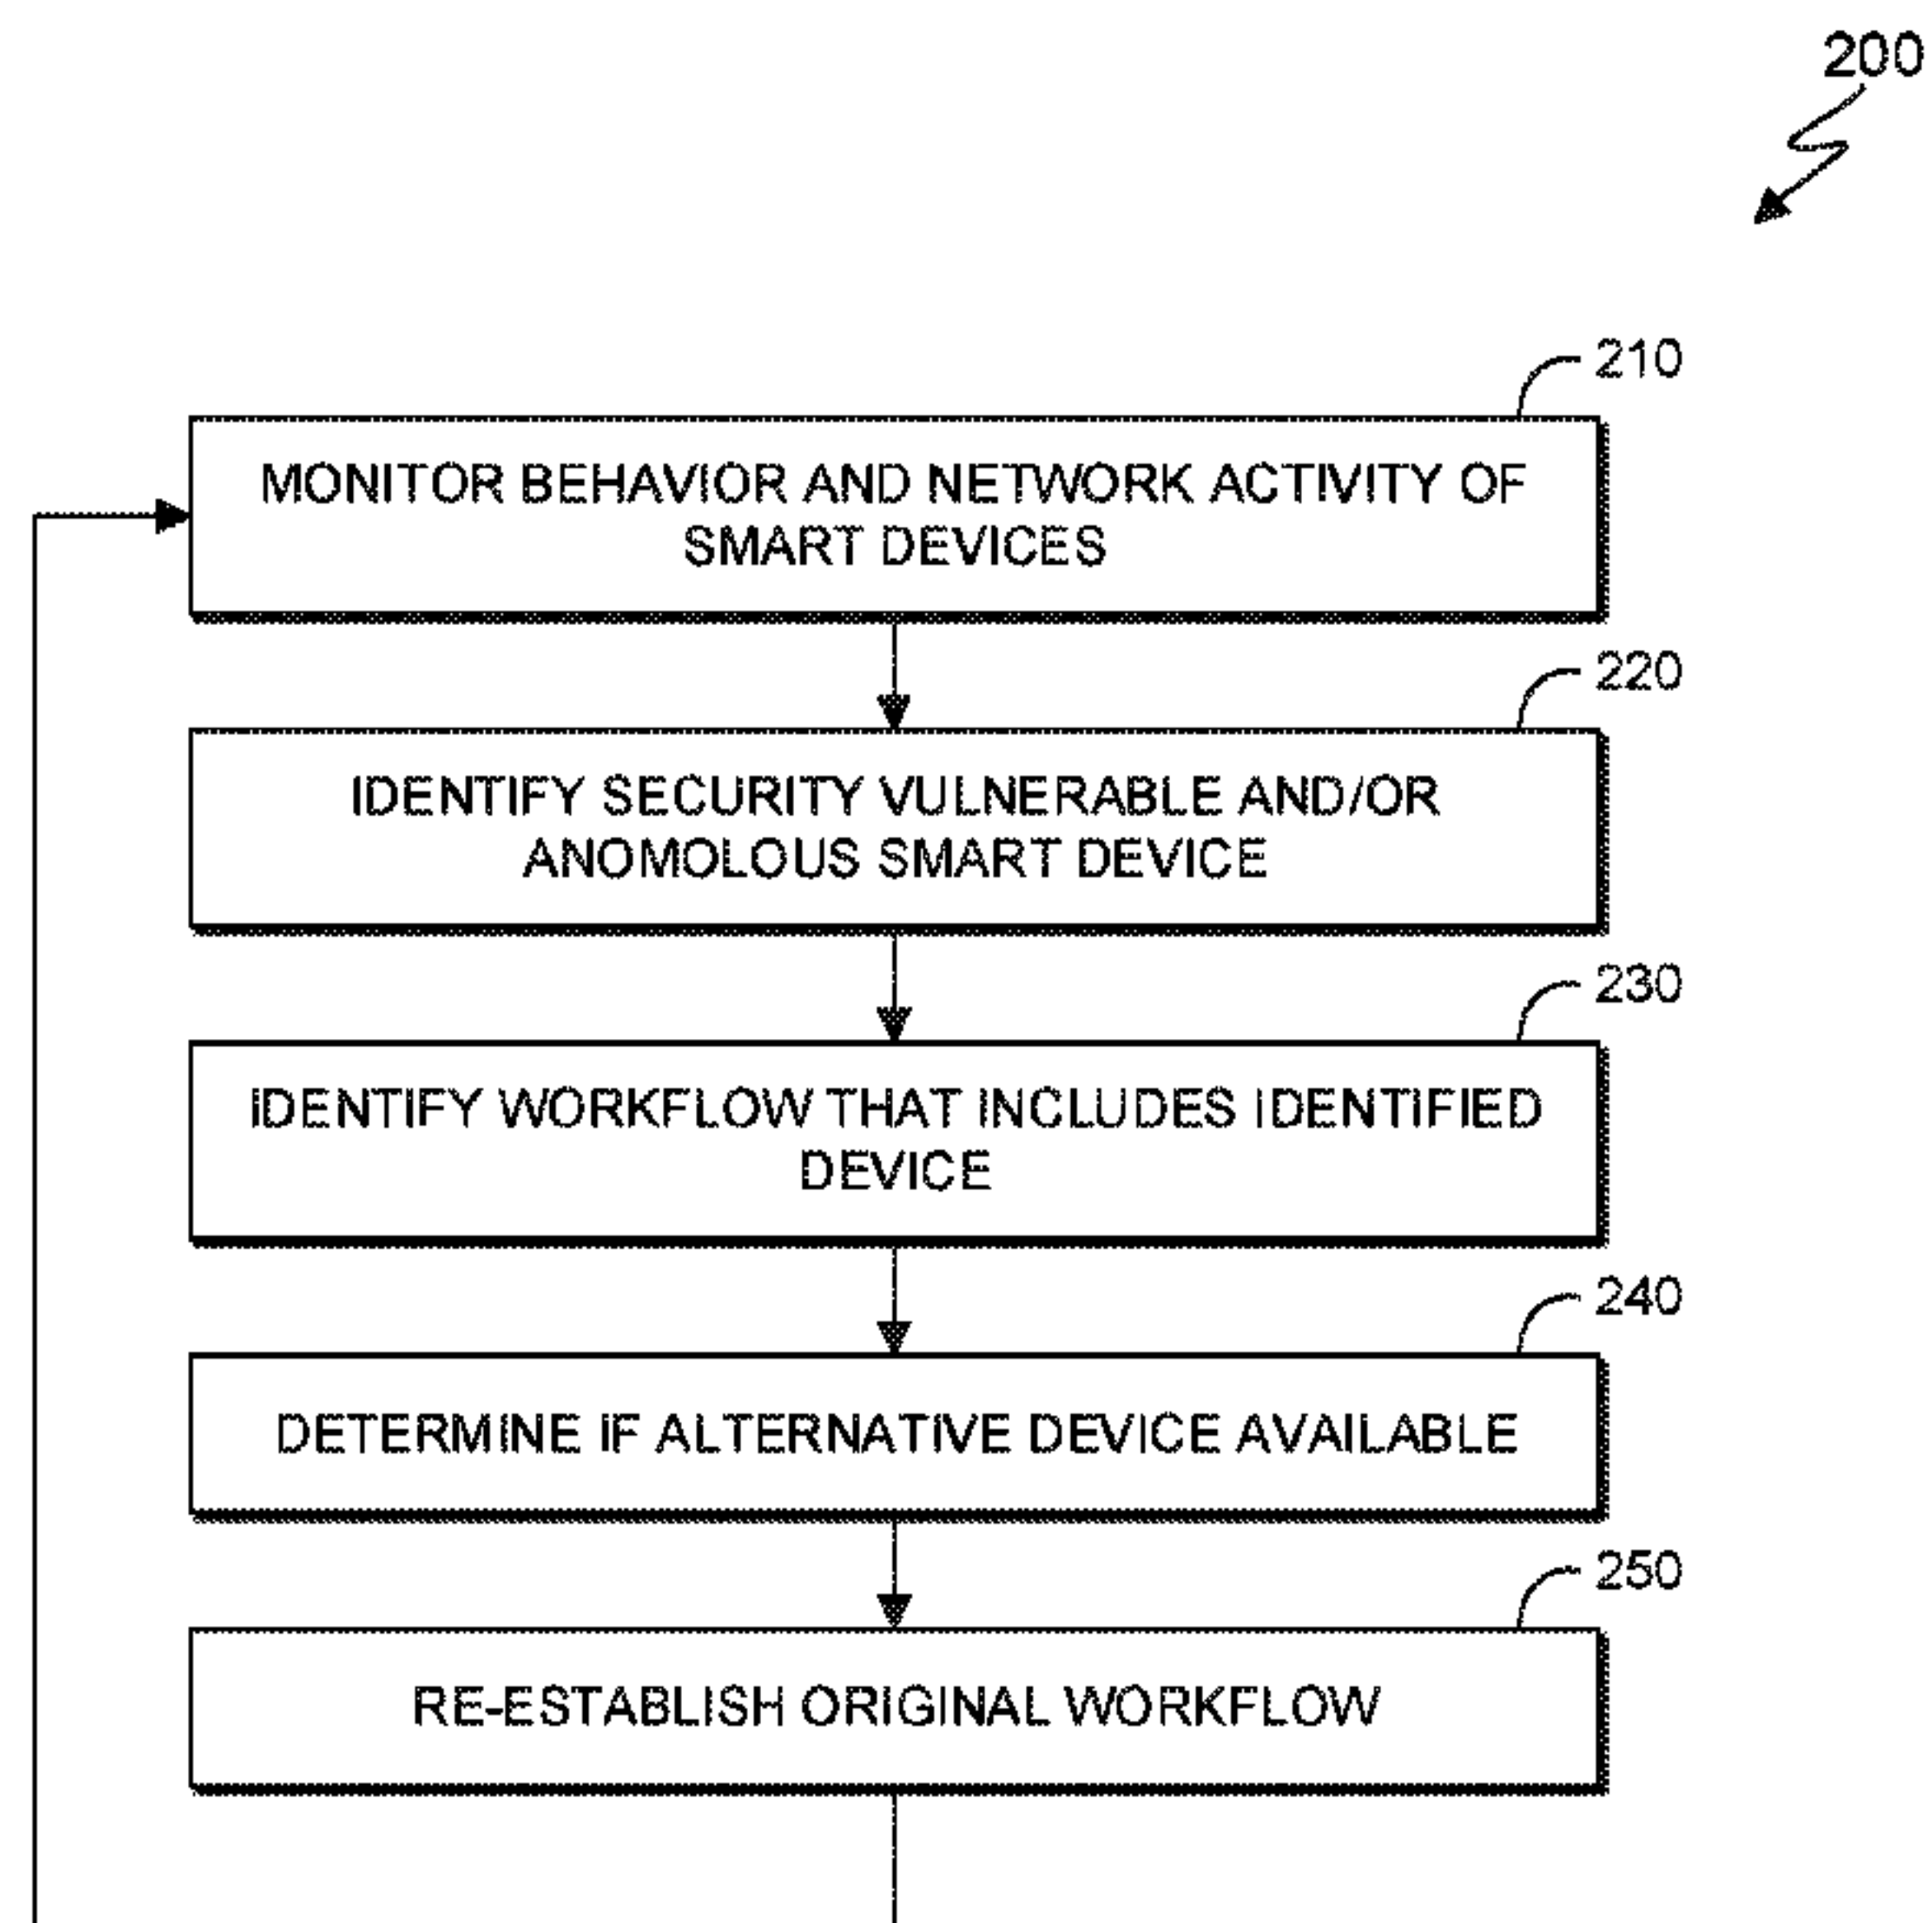 200
210
MONITOR BEHAVIOR AND NETWORK ACTIVITY OF
SMART DEVICES
220
IDENTIFY SECURITY VULNERABLE AND/OR
ANOMOLOUS SMART DEVICE
230
IDENTIFY WORKFLOW THAT INCLUDES IDENTIFIED
DEVICE
240
DETERMINE IF ALTERNATIVE DEVICE AVAILABLE
250
RE-ESTABLISH ORIGINAL WORKFLOW